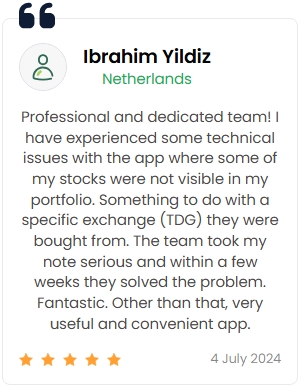 Ibrahim Yildiz
Netherlands
Professional and dedicated team! I
have experienced some technical
issues with the app where some of
my stocks were not visible in my
portfolio. Something to do with a
specific exchange (TDG) they were
bought from. The team took my
note serious and within a few
weeks they solved the problem.
Fantastic. Other than that, very
useful and convenient app.
4 July 2024